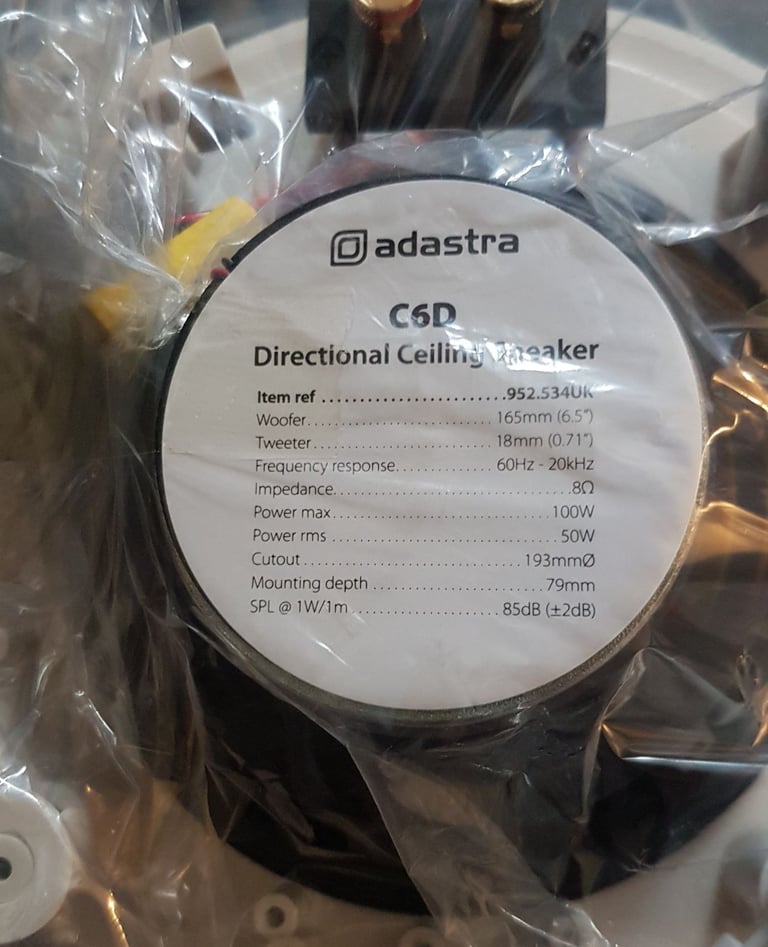 adastra
C6D
Directional Ceiling Speaker
Item ref ........................952.534UK
Woofer............................... 165mm (6.5")
Tweeter............................... 18mm (0.71")
Frequency response................ 60Hz - 20kHz
Impedance........................................8Ω
Power max.....................................100W
Power rms ......................................50W
Cutout.....................................193mmØ
Mounting depth .............................79mm
SPL @ 1W/1m......................... 85dB (±2dB)